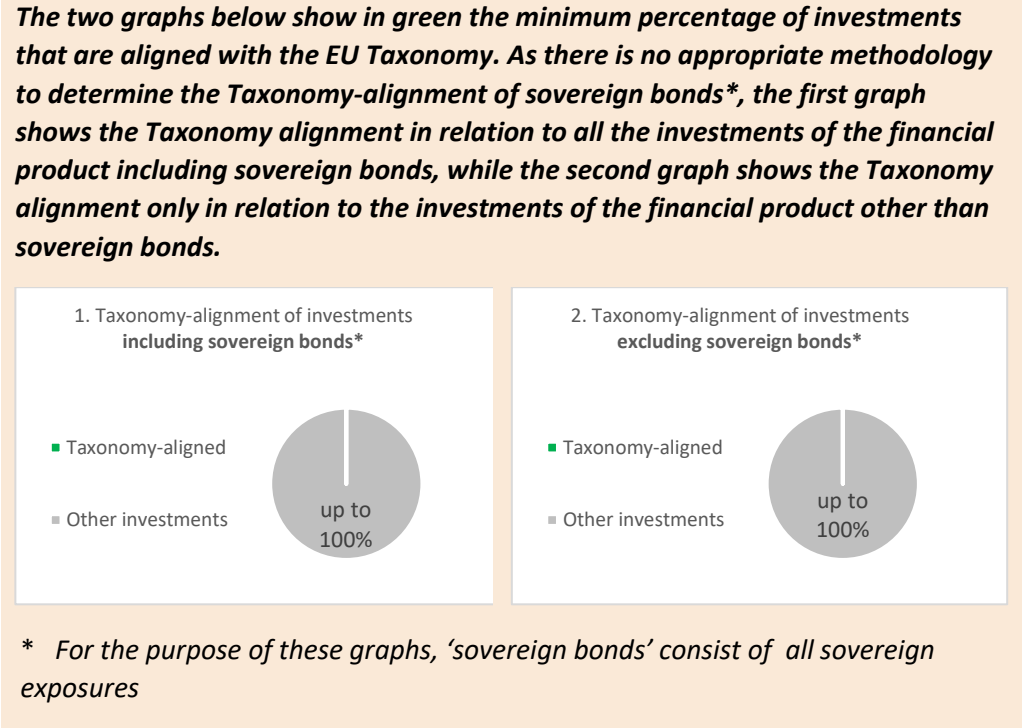 The two graphs below show in green the minimum percentage of investments
that are aligned with the EU Taxonomy. As there is no appropriate methodology
to determine the Taxonomy-alignment of sovereign bonds*, the first graph
shows the Taxonomy alignment in relation to all the investments of the financial
product including sovereign bonds, while the second graph shows the Taxonomy
alignment only in relation to the investments of the financial product other than
sovereign bonds.
1. Taxonomy-alignment of investments
including sovereign bonds*
Taxonomy-aligned
Other investments
up to
100%
2. Taxonomy-alignment of investments
excluding sovereign bonds*
Taxonomy-aligned
Other investments
up to
100%
* For the purpose of these graphs, ‘sovereign bonds’ consist of all sovereign
exposures